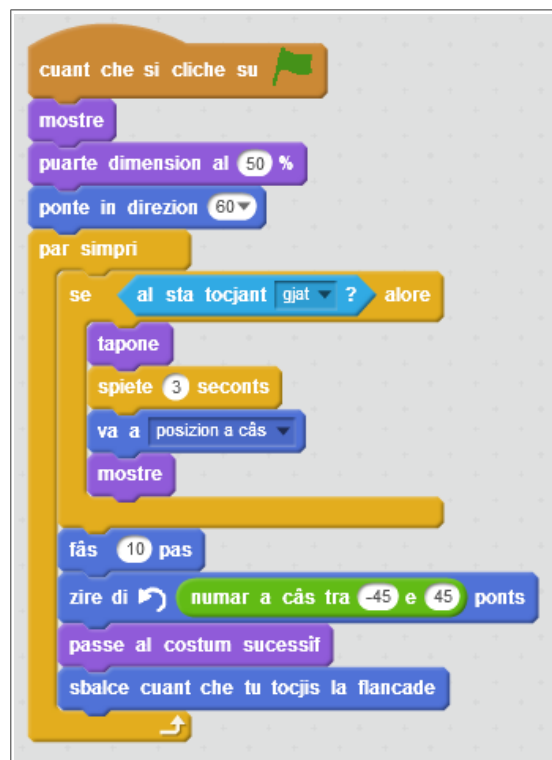 cuant che si cliche su
mostre
puarte dimension al 50 %
ponte in direzion 60
par simpri
se al sta tocjant gjat ? alore
tapone
spiete 3 seconts
va a posizion a câs
mostre
fâs 10 pas
zire di numar a câs tra -45 e 45 ponts
passe al costum sucessif
sbalce cuant che tu tocjis la flancade